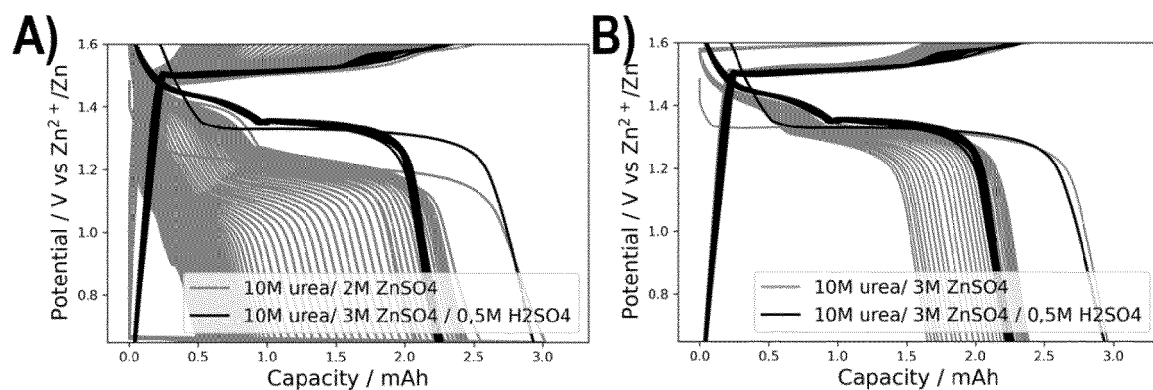 A)
1.6
1.4
1.2
1.0
0.8
Potential / V vs Zn²⁺/Zn
10M urea/ 2M ZnSO4
10M urea/ 3M ZnSO4 / 0,5M H2SO4
0.0 0.5 1.0 1.5 2.0 2.5 3.0
Capacity / mAh
B)
1.6
1.4
1.2
1.0
0.8
Potential / V vs Zn²⁺/Zn
10M urea/ 3M ZnSO4
10M urea/ 3M ZnSO4 / 0,5M H2SO4
0.0 0.5 1.0 1.5 2.0 2.5 3.0
Capacity / mAh